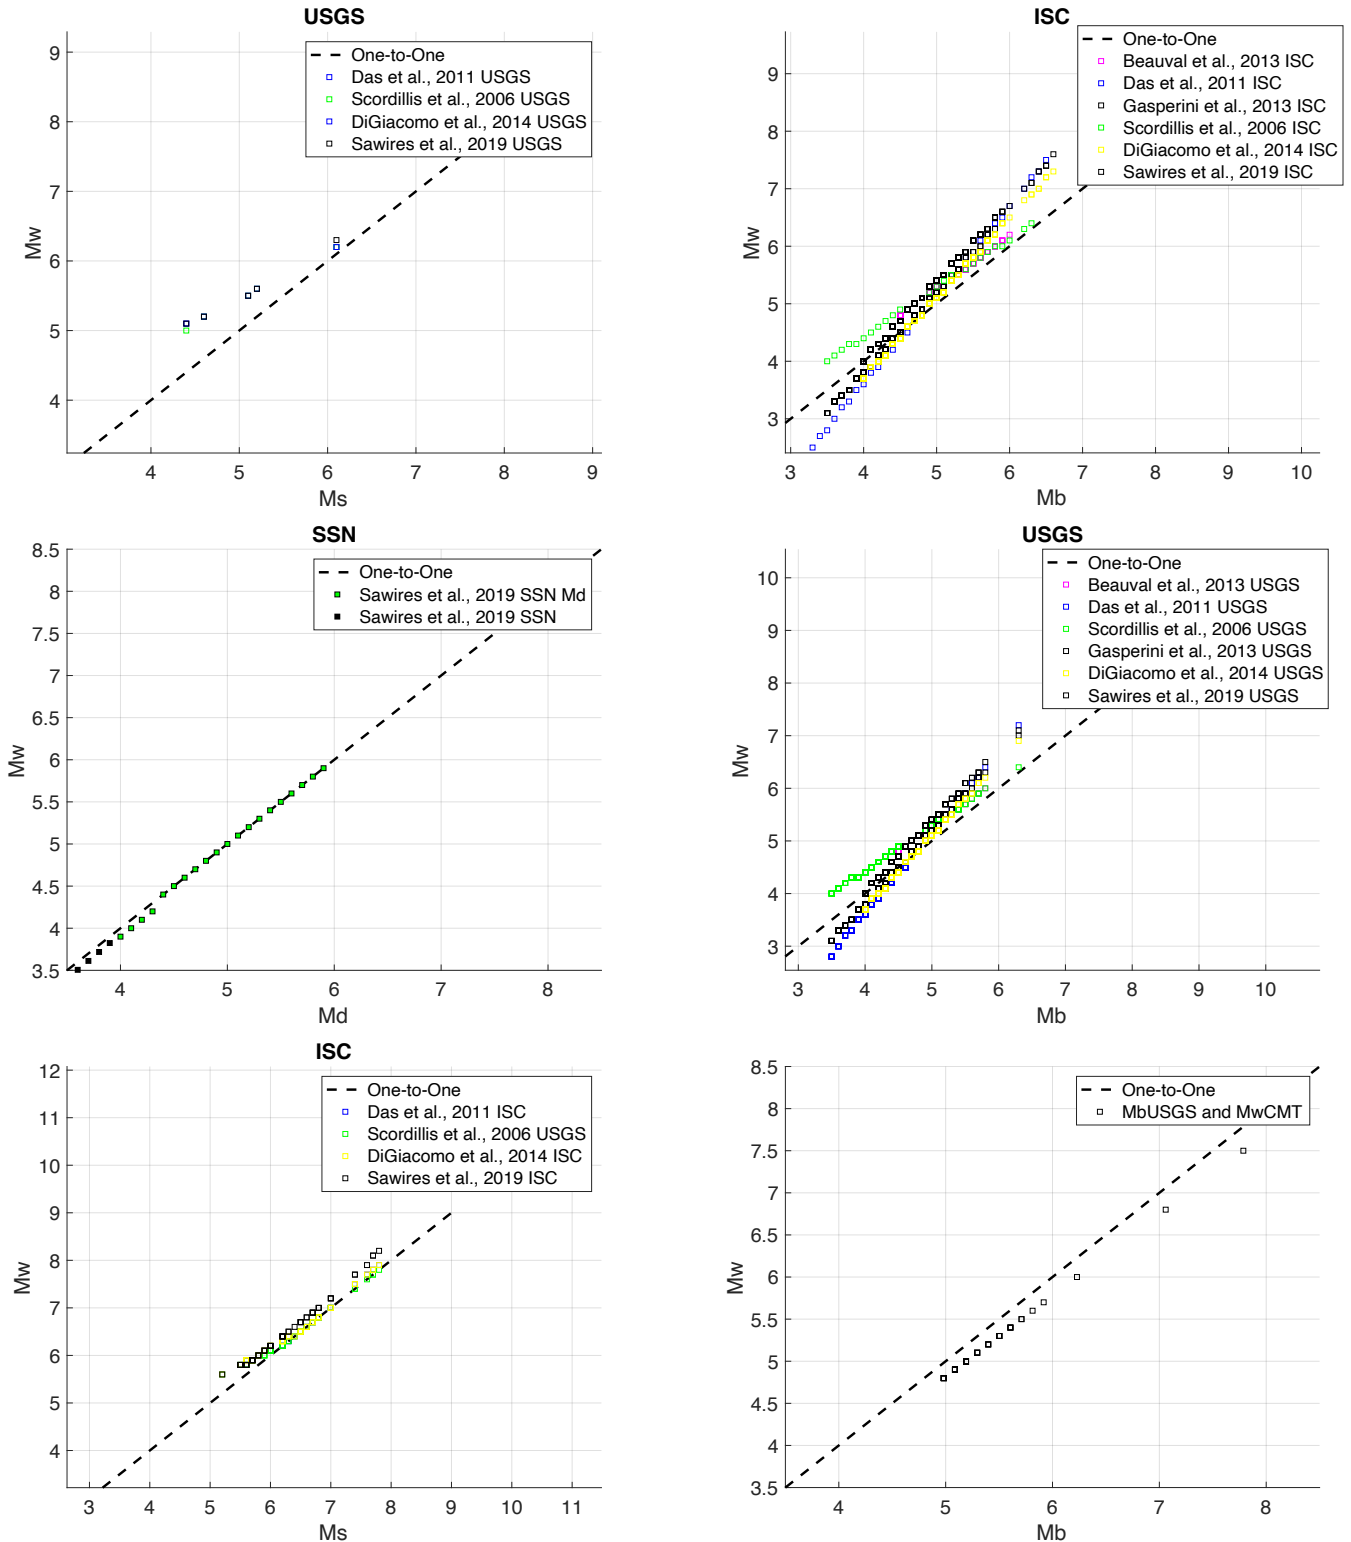 USGS
One-to-One
Das et al., 2011 USGS
Scordillis et al., 2006 USGS
DiGiacomo et al., 2014 USGS
Sawires et al., 2019 USGS
9
8
7
6
5
4
Mw
4 5 6 7 8 9
Ms
ISC
One-to-One
Beauval et al., 2013 ISC
Das et al., 2011 ISC
Gasperini et al., 2013 ISC
Scordillis et al., 2006 ISC
DiGiacomo et al., 2014 ISC
Sawires et al., 2019 ISC
9
8
7
6
5
4
3
Mw
3 4 5 6 7 8 9 10
Mb
SSN
One-to-One
Sawires et al., 2019 SSN Md
Sawires et al., 2019 SSN
8.5
8
7.5
7
6.5
6
5.5
5
4.5
4
3.5
Mw
4 5 6 7 8
Md
USGS
One-to-One
Beauval et al., 2013 USGS
Das et al., 2011 USGS
Scordillis et al., 2006 USGS
Gasperini et al., 2013 USGS
DiGiacomo et al., 2014 USGS
Sawires et al., 2019 USGS
10
9
8
7
6
5
4
3
Mw
3 4 5 6 7 8 9 10
Mb
ISC
One-to-One
Das et al., 2011 ISC
Scordillis et al., 2006 USGS
DiGiacomo et al., 2014 ISC
Sawires et al., 2019 ISC
12
11
10
9
8
7
6
5
4
Mw
3 4 5 6 7 8 9 10 11
Ms
One-to-One
MbUSGS and MwCMT
8.5
8
7.5
7
6.5
6
5.5
5
4.5
4
3.5
Mw
4 5 6 7 8
Mb